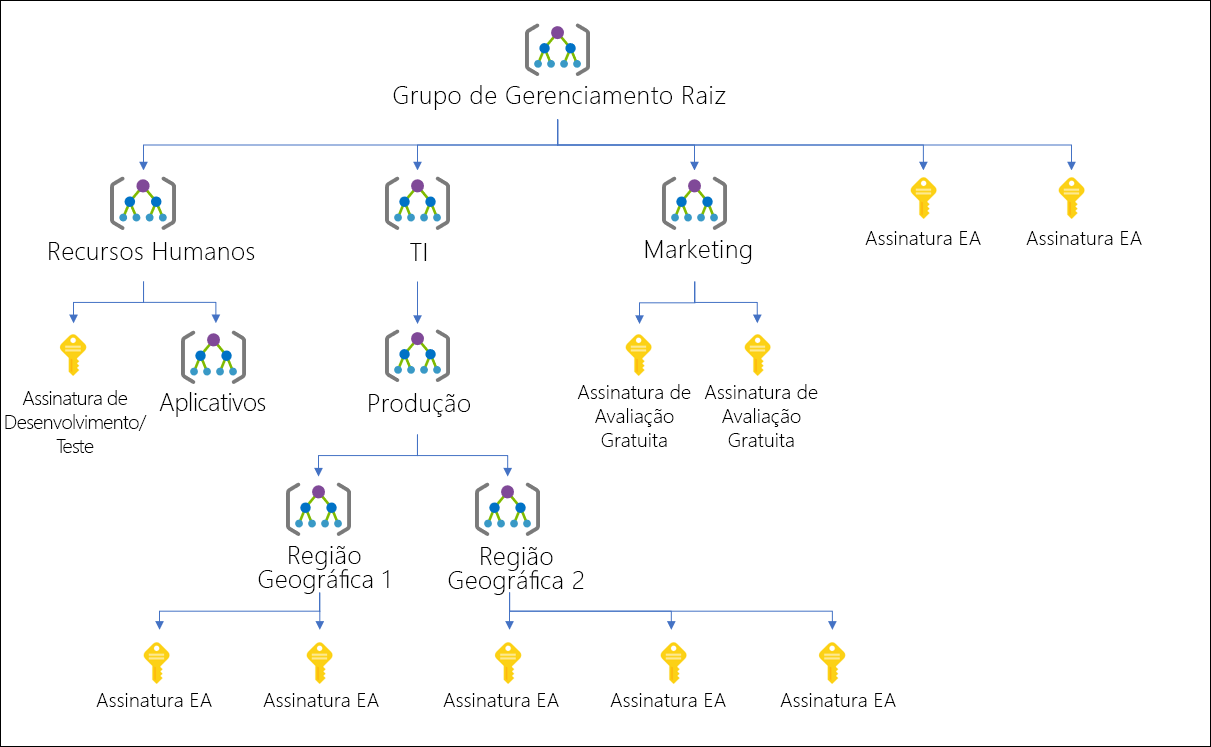 Grupo de Gerenciamento Raiz
Recursos Humanos
TI
Marketing
Assinatura EA
Assinatura EA
Assinatura de
Desenvolvimento/
Teste
Aplicativos
Produção
Assinatura de
Avaliação
Gratuita
Assinatura de
Avaliação
Gratuita
Região
Geográfica 1
Região
Geográfica 2
Assinatura EA
Assinatura EA
Assinatura EA
Assinatura EA
Assinatura EA